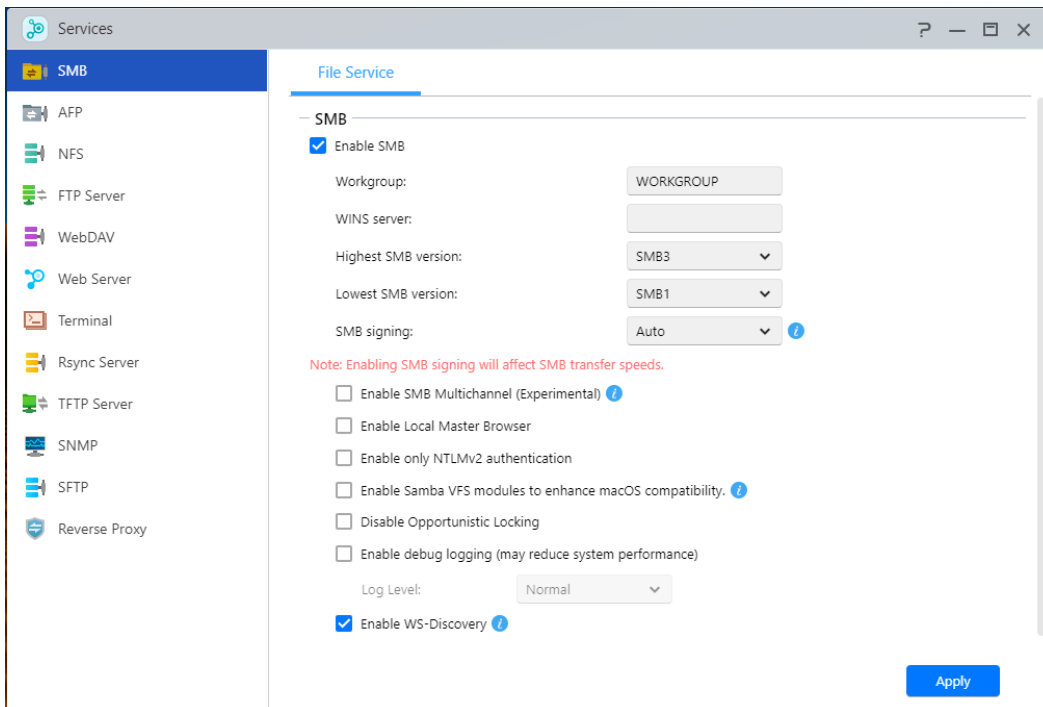 Services
SMB
AFP
NFS
FTP Server
WebDAV
Web Server
Terminal
Rsync Server
TFTP Server
SNMP
SFTP
Reverse Proxy
File Service
SMB
Enable SMB
Workgroup: WORKGROUP
WINS server:
Highest SMB version: SMB3
Lowest SMB version: SMB1
SMB signing: Auto
Note: Enabling SMB signing will affect SMB transfer speeds.
Enable SMB Multichannel (Experimental)
Enable Local Master Browser
Enable only NTLMv2 authentication
Enable Samba VFS modules to enhance macOS compatibility.
Disable Opportunistic Locking
Enable debug logging (may reduce system performance)
Log Level: Normal
Enable WS-Discovery
Apply